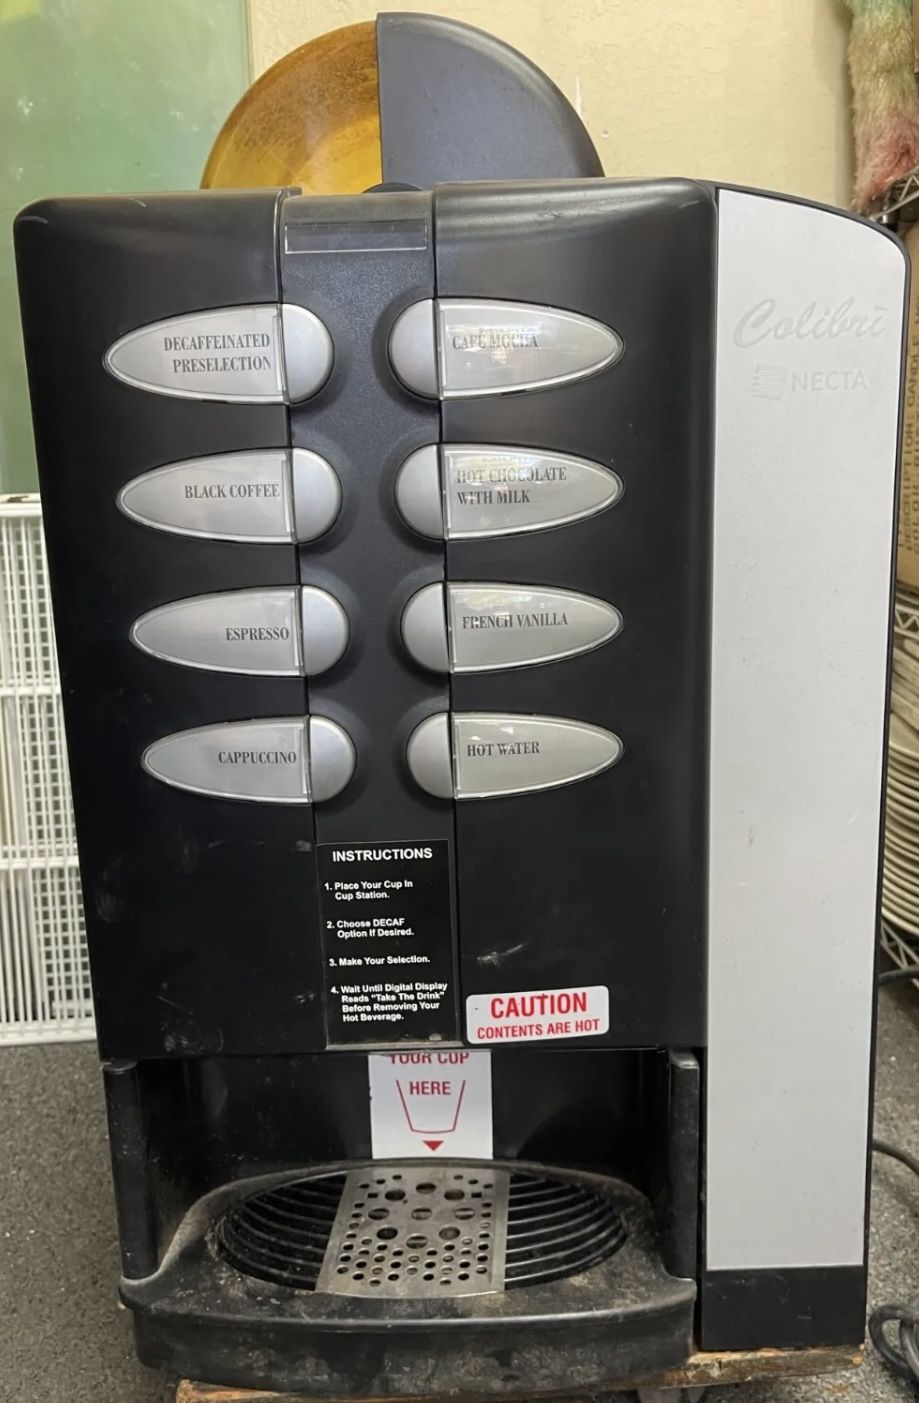 Colibrì
NECTA
DECAFFEINATED
PRESELECTION
CAFE MOCHA
BLACK COFFEE
HOT CHOCOLATE
WITH MILK
ESPRESSO
FRENCH VANILLA
CAPPUCCINO
HOT WATER
INSTRUCTIONS
1. Place Your Cup In
Cup Station.
2. Choose DECAF
Option If Desired.
3. Make Your Selection.
4. Wait Until Digital Display
Reads "Take The Drink"
Before Removing Your
Hot Beverage.
CAUTION
CONTENTS ARE HOT
YOUR CUP
HERE